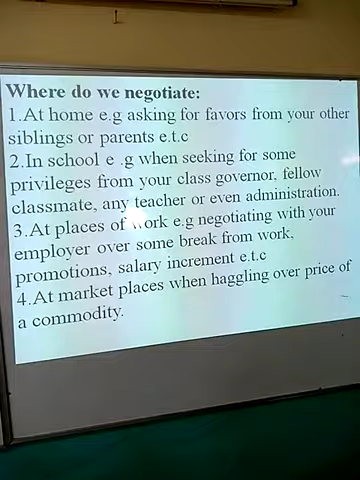 Where do we negotiate:
1.At home e.g asking for favors from your other
siblings or parents e.t.c
2.In school e .g when seeking for some
privileges from your class governor, fellow
classmate, any teacher or even administration.
3.At places of work e.g negotiating with your
employer over some break from work,
promotions, salary increment e.t.c
4.At market places when haggling over price of
a commodity.